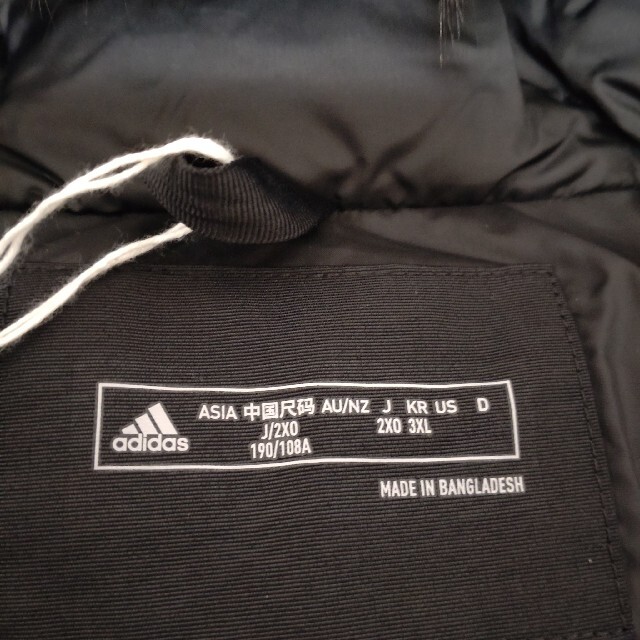 adidas
ASIA 中国尺码 AU/NZ J KR US D
J/2XO 2XO 3XL
190/108A
MADE IN BANGLADESH